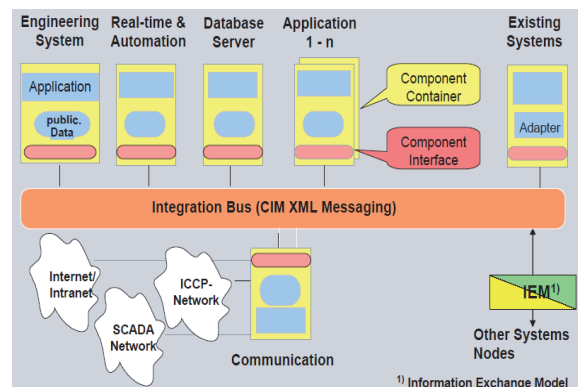 Engineering
System
Real-time &
Automation
Database
Server
Application
1 - n
Existing
Systems
Application
public.
Data
Component
Container
Component
Interface
Adapter
Integration Bus (CIM XML Messaging)
Internet/
Intranet
ICCP-
Network
SCADA
Network
Communication
IEM1)
Other Systems
Nodes
1) Information Exchange Model